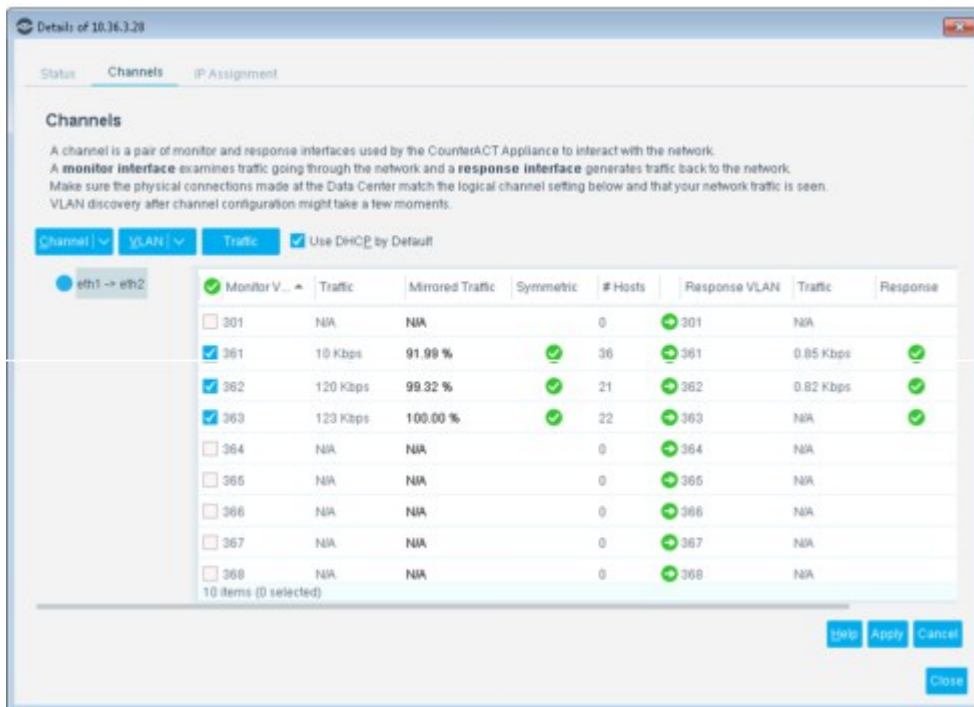 Details of 10.36.3.28
Status Channels IP Assignment
Channels
A channel is a pair of monitor and response interfaces used by the CounterACT Appliance to interact with the network.
A monitor interface examines traffic going through the network and a response interface generates traffic back to the network.
Make sure the physical connections made at the Data Center match the logical channel setting below and that your network traffic is seen.
VLAN discovery after channel configuration might take a few moments.
Channel VLAN Traffic Use DHCP by Default
eth1 -> eth2
Monitor V... Traffic Mirrored Traffic Symmetric # Hosts Response VLAN Traffic Response
301 N/A N/A 0 301 N/A
361 10 Kbps 91.99 % 36 361 0.85 Kbps
362 120 Kbps 99.32 % 21 362 0.82 Kbps
363 123 Kbps 100.00 % 22 363 N/A
364 N/A N/A 0 364 N/A
365 N/A N/A 0 365 N/A
366 N/A N/A 0 366 N/A
367 N/A N/A 0 367 N/A
368 N/A N/A 0 368 N/A
10 items (0 selected)
Help Apply Cancel
Close